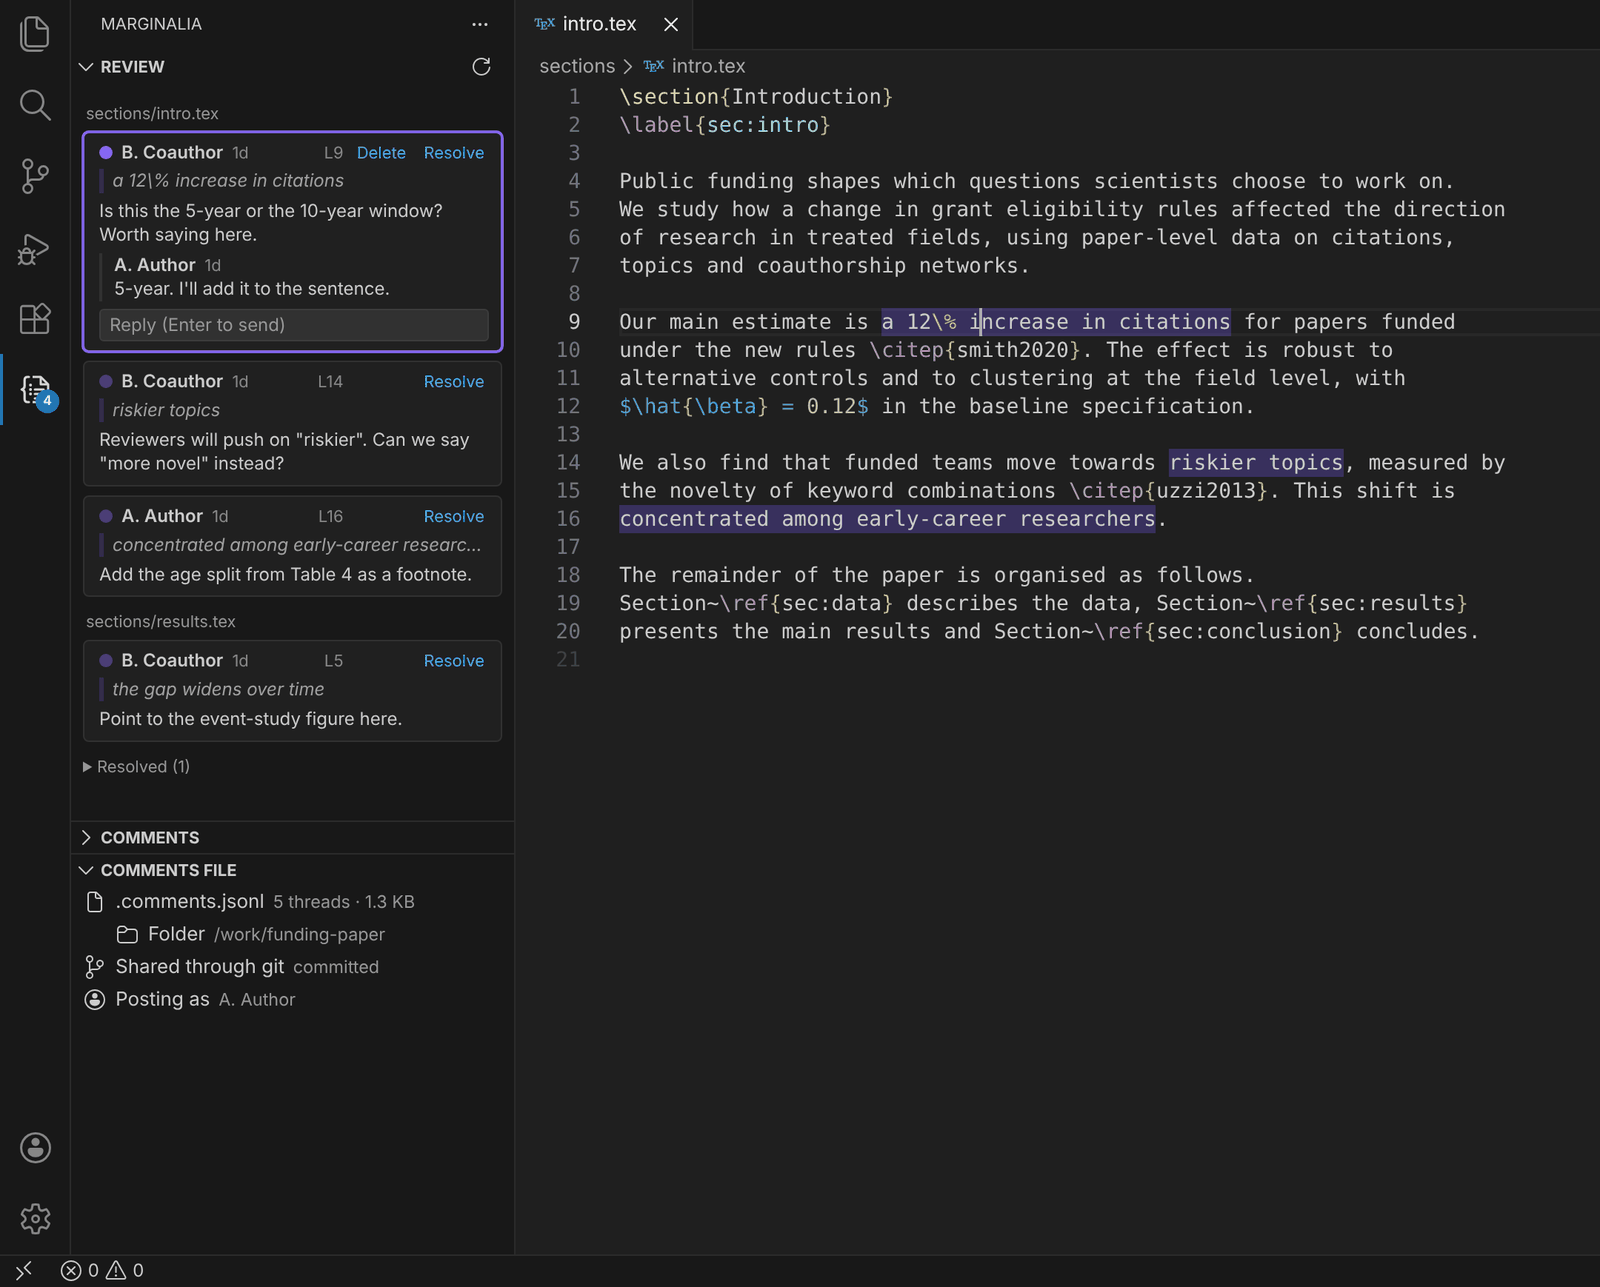 MARGINALIA
REVIEW
sections/intro.tex
B. Coauthor 1d L9 Delete Resolve
a 12\% increase in citations
Is this the 5-year or the 10-year window?
Worth saying here.
A. Author 1d
5-year. I'll add it to the sentence.
Reply (Enter to send)
B. Coauthor 1d L14 Resolve
riskier topics
Reviewers will push on "riskier". Can we say
"more novel" instead?
A. Author 1d L16 Resolve
concentrated among early-career researc...
Add the age split from Table 4 as a footnote.
sections/results.tex
B. Coauthor 1d L5 Resolve
the gap widens over time
Point to the event-study figure here.
Resolved (1)
COMMENTS
COMMENTS FILE
.comments.jsonl 5 threads · 1.3 KB
Folder /work/funding-paper
Shared through git committed
Posting as A. Author
4
0 0
TEX intro.tex
sections > TEX intro.tex
1 \section{Introduction}
2 \label{sec:intro}
3
4 Public funding shapes which questions scientists choose to work on.
5 We study how a change in grant eligibility rules affected the direction
6 of research in treated fields, using paper-level data on citations,
7 topics and coauthorship networks.
8
9 Our main estimate is a 12\% increase in citations for papers funded
10 under the new rules \citep{smith2020}. The effect is robust to
11 alternative controls and to clustering at the field level, with
12 $\hat{\beta} = 0.12$ in the baseline specification.
13
14 We also find that funded teams move towards riskier topics, measured by
15 the novelty of keyword combinations \citep{uzzi2013}. This shift is
16 concentrated among early-career researchers.
17
18 The remainder of the paper is organised as follows.
19 Section~\ref{sec:data} describes the data, Section~\ref{sec:results}
20 presents the main results and Section~\ref{sec:conclusion} concludes.
21